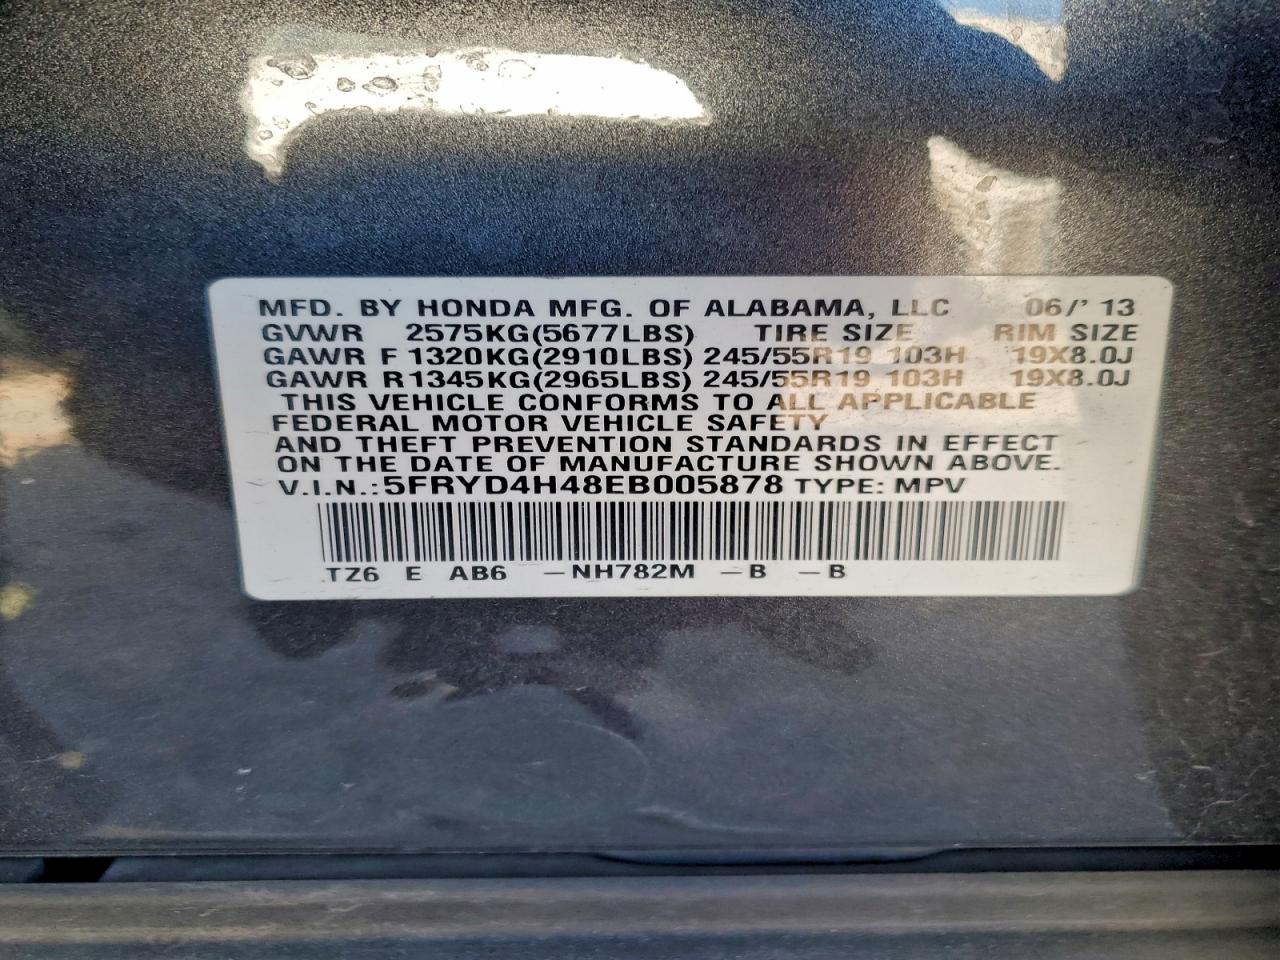 MFD. BY HONDA MFG. OF ALABAMA, LLC 06/'13
GVWR 2575KG(5677LBS) TIRE SIZE RIM SIZE
GAWR F 1320KG(2910LBS) 245/55R19 103H 19X8.0J
GAWR R 1345KG(2965LBS) 245/55R19 103H 19X8.0J
THIS VEHICLE CONFORMS TO ALL APPLICABLE
FEDERAL MOTOR VEHICLE SAFETY
AND THEFT PREVENTION STANDARDS IN EFFECT
ON THE DATE OF MANUFACTURE SHOWN ABOVE.
V.I.N.: 5FRYD4H48EB005878 TYPE: MPV
TZ6 E AB6 -NH782M -B -B